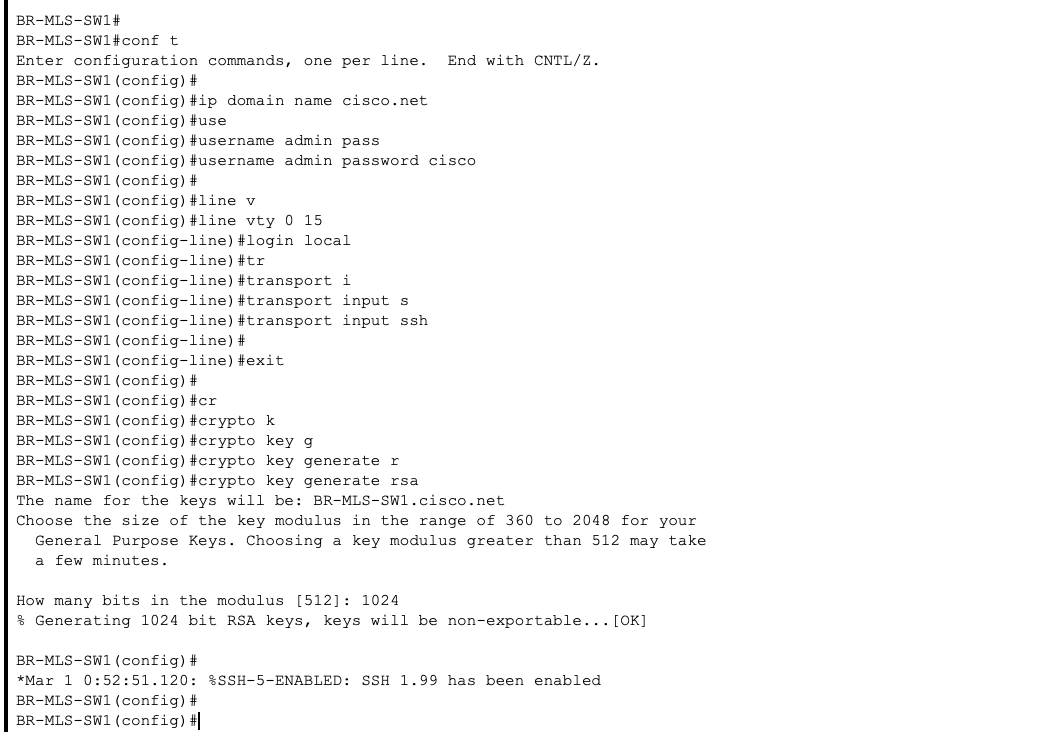 BR-MLS-SW1#
BR-MLS-SW1#conf t
Enter configuration commands, one per line.  End with CNTL/Z.
BR-MLS-SW1(config)#
BR-MLS-SW1(config)#ip domain name cisco.net
BR-MLS-SW1(config)#use
BR-MLS-SW1(config)#username admin pass
BR-MLS-SW1(config)#username admin password cisco
BR-MLS-SW1(config)#
BR-MLS-SW1(config)#line v
BR-MLS-SW1(config)#line vty 0 15
BR-MLS-SW1(config-line)#login local
BR-MLS-SW1(config-line)#tr
BR-MLS-SW1(config-line)#transport i
BR-MLS-SW1(config-line)#transport input s
BR-MLS-SW1(config-line)#transport input ssh
BR-MLS-SW1(config-line)#
BR-MLS-SW1(config-line)#exit
BR-MLS-SW1(config)#
BR-MLS-SW1(config)#cr
BR-MLS-SW1(config)#crypto k
BR-MLS-SW1(config)#crypto key g
BR-MLS-SW1(config)#crypto key generate r
BR-MLS-SW1(config)#crypto key generate rsa
The name for the keys will be: BR-MLS-SW1.cisco.net
Choose the size of the key modulus in the range of 360 to 2048 for your
  General Purpose Keys. Choosing a key modulus greater than 512 may take
  a few minutes.

How many bits in the modulus [512]: 1024
% Generating 1024 bit RSA keys, keys will be non-exportable...[OK]

BR-MLS-SW1(config)#
*Mar 1 0:52:51.120: %SSH-5-ENABLED: SSH 1.99 has been enabled
BR-MLS-SW1(config)#
BR-MLS-SW1(config)#